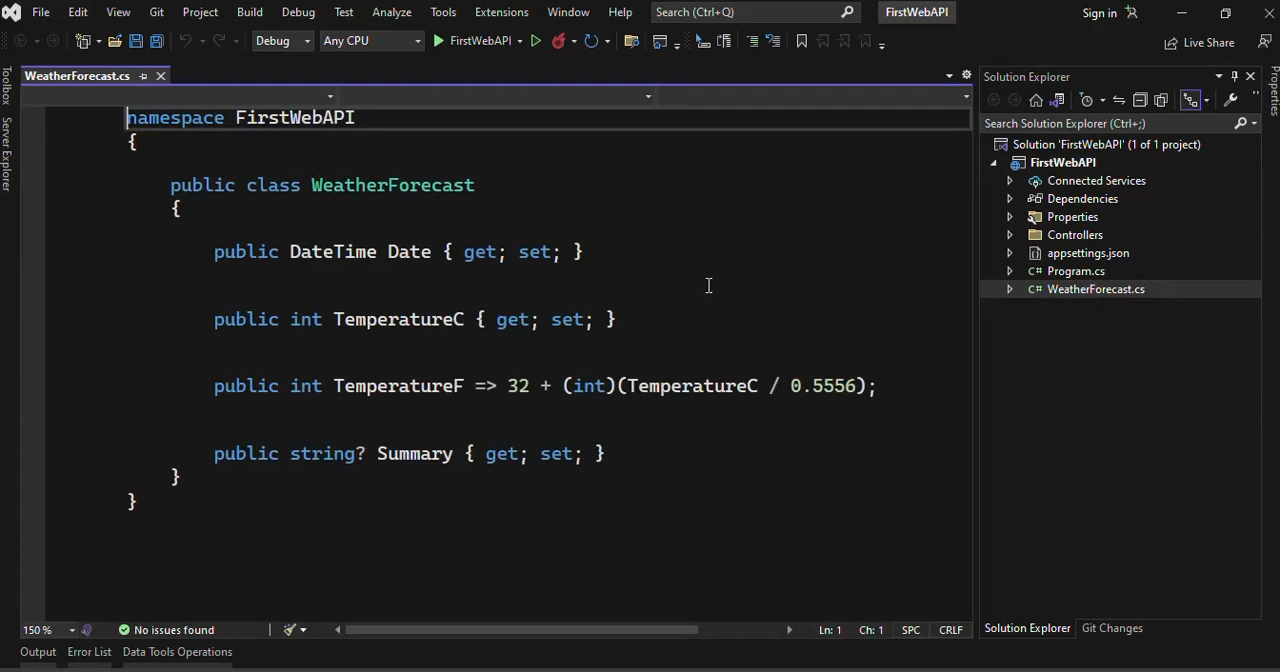 File Edit View Git Project Build Debug Test Analyze Tools Extensions Window Help Search (Ctrl+Q) FirstWebAPI Sign in
Debug Any CPU FirstWebAPI Live Share
Toolbox
Server Explorer
WeatherForecast.cs
namespace FirstWebAPI
{
public class WeatherForecast
{
public DateTime Date { get; set; }
public int TemperatureC { get; set; }
public int TemperatureF => 32 + (int)(TemperatureC / 0.5556);
public string? Summary { get; set; }
}
}
150 % No issues found Ln: 1 Ch: 1 SPC CRLF
Solution Explorer
Search Solution Explorer (Ctrl+;)
Solution 'FirstWebAPI' (1 of 1 project)
FirstWebAPI
Connected Services
Dependencies
Properties
Controllers
appsettings.json
C# Program.cs
C# WeatherForecast.cs
Solution Explorer Git Changes
Properties
Output Error List Data Tools Operations